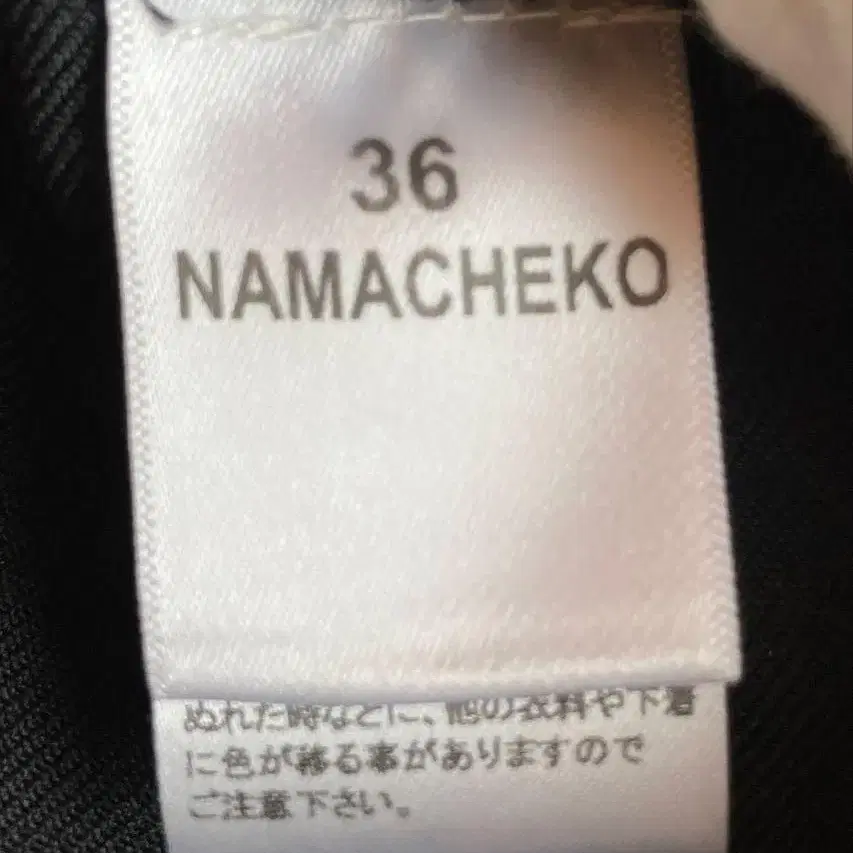 36
NAMACHEKO
ぬれた時などに、他の衣料や下着
に色が移る事がありますので
ご注意下さい。